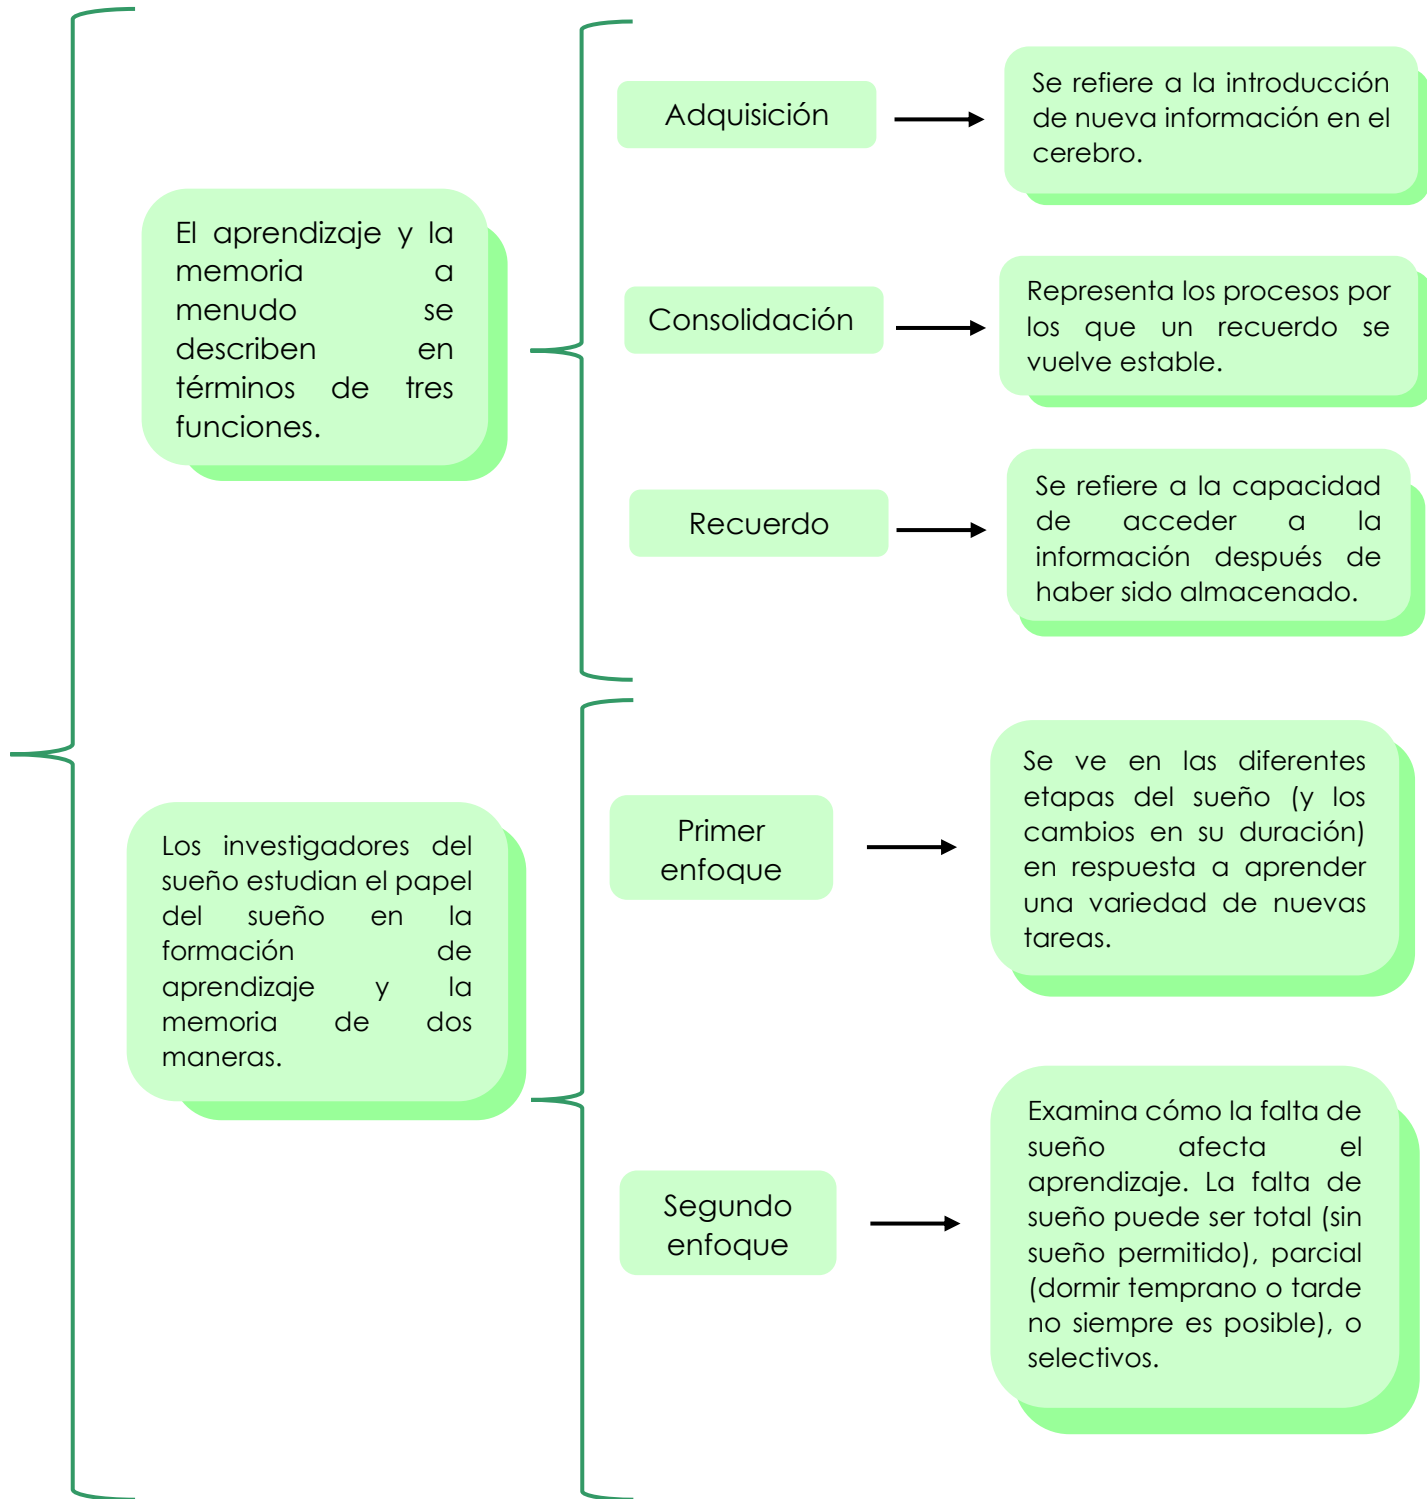 El aprendizaje y la
memoria a
menudo se
describen en
términos de tres
funciones.
Adquisición
Se refiere a la introducción
de nueva información en el
cerebro.
Consolidación
Representa los procesos por
los que un recuerdo se
vuelve estable.
Recuerdo
Se refiere a la capacidad
de acceder a la
información después de
haber sido almacenado.
Los investigadores del
sueño estudian el papel
del sueño en la
formación de
aprendizaje y la
memoria de dos
maneras.
Primer
enfoque
Se ve en las diferentes
etapas del sueño (y los
cambios en su duración)
en respuesta a aprender
una variedad de nuevas
tareas.
Segundo
enfoque
Examina cómo la falta de
sueño afecta el
aprendizaje. La falta de
sueño puede ser total (sin
sueño permitido), parcial
(dormir temprano o tarde
no siempre es posible), o
selectivos.